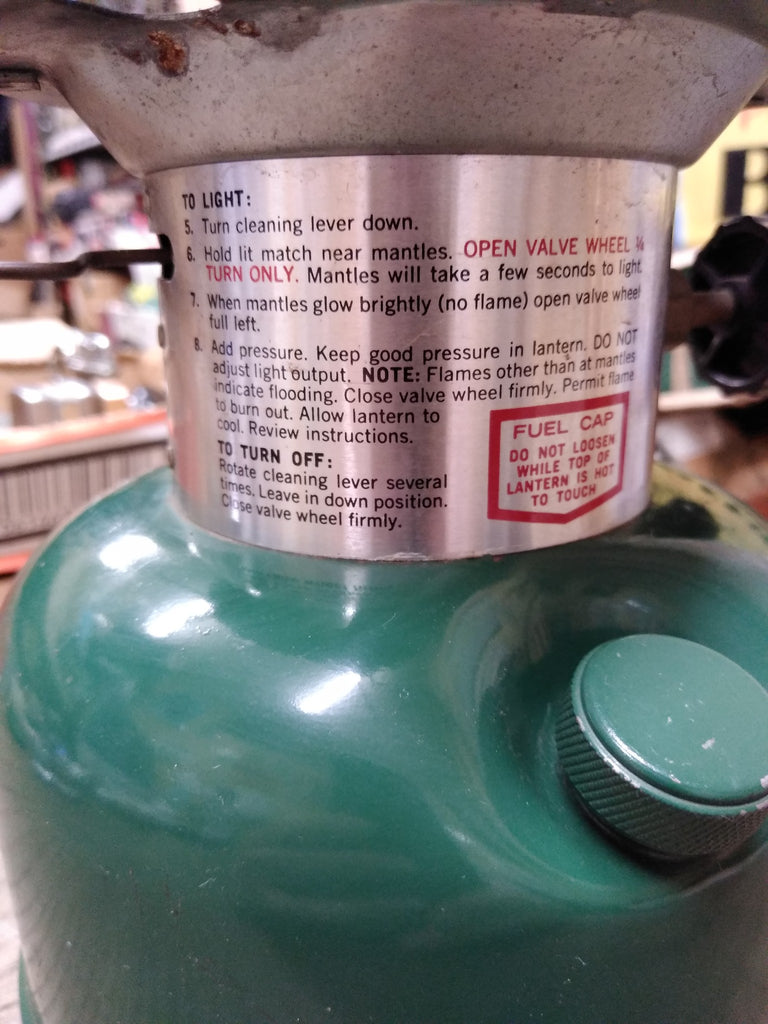 TO LIGHT:
5. Turn cleaning lever down.
6. Hold lit match near mantles. OPEN VALVE WHEEL ¼
TURN ONLY. Mantles will take a few seconds to light.
7. When mantles glow brightly (no flame) open valve wheel
full left.
8. Add pressure. Keep good pressure in lantern. DO NOT
adjust light output. NOTE: Flames other than at mantles
indicate flooding. Close valve wheel firmly. Permit flame
to burn out. Allow lantern to
cool. Review instructions.
TO TURN OFF:
Rotate cleaning lever several
times. Leave in down position.
Close valve wheel firmly.
FUEL CAP
DO NOT LOOSEN
WHILE TOP OF
LANTERN IS HOT
TO TOUCH